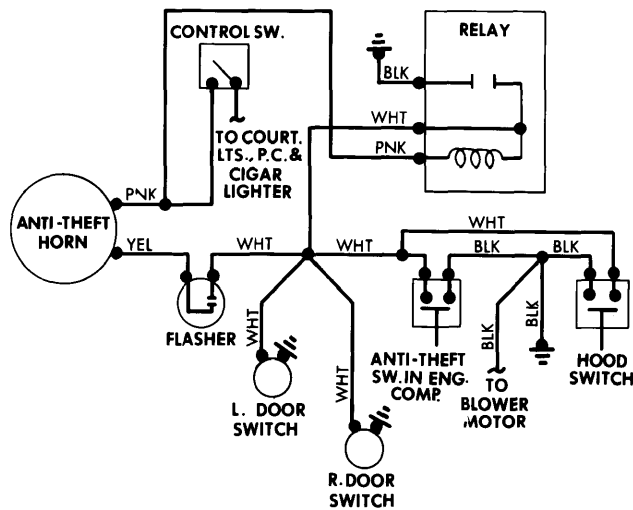 CONTROL SW.
RELAY
BLK
WHT
PNK
TO COURT.
LTS., P.C. &
CIGAR
LIGHTER
PNK
ANTI-THEFT
HORN
YEL
WHT
WHT
WHT
BLK
BLK
FLASHER
WHT
WHT
BLK
BLK
L. DOOR
SWITCH
R. DOOR
SWITCH
ANTI-THEFT
SW. IN ENG.
COMP.
TO
BLOWER
MOTOR
HOOD
SWITCH